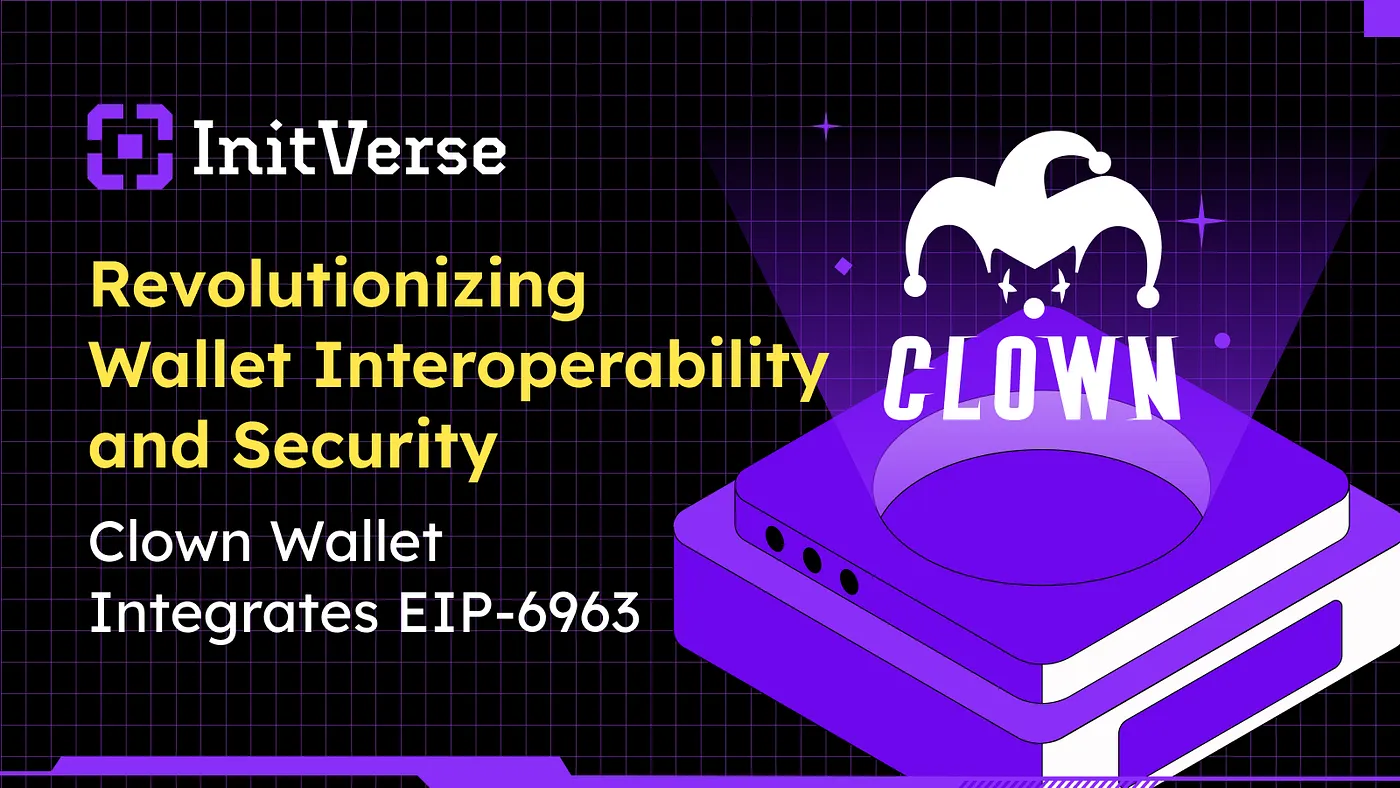 InitVerse
Revolutionizing
Wallet Interoperability
and Security
Clown Wallet
Integrates EIP-6963
CLOWN